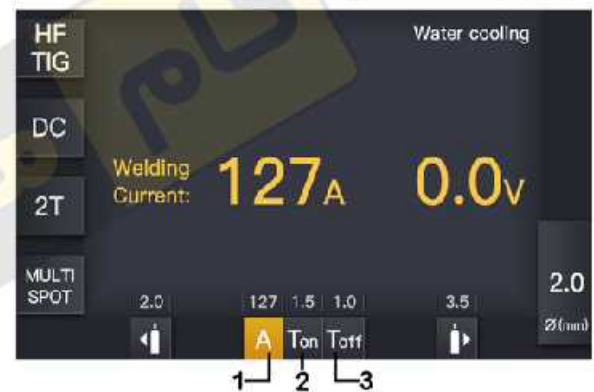 HF
TIG
Water cooling
DC
Welding
Current:
127A
0.0V
2T
MULTI
SPOT
2.0
127
1.5
1.0
3.5
2.0
A
Ton
Toff
Ø(mm)
1
2
3